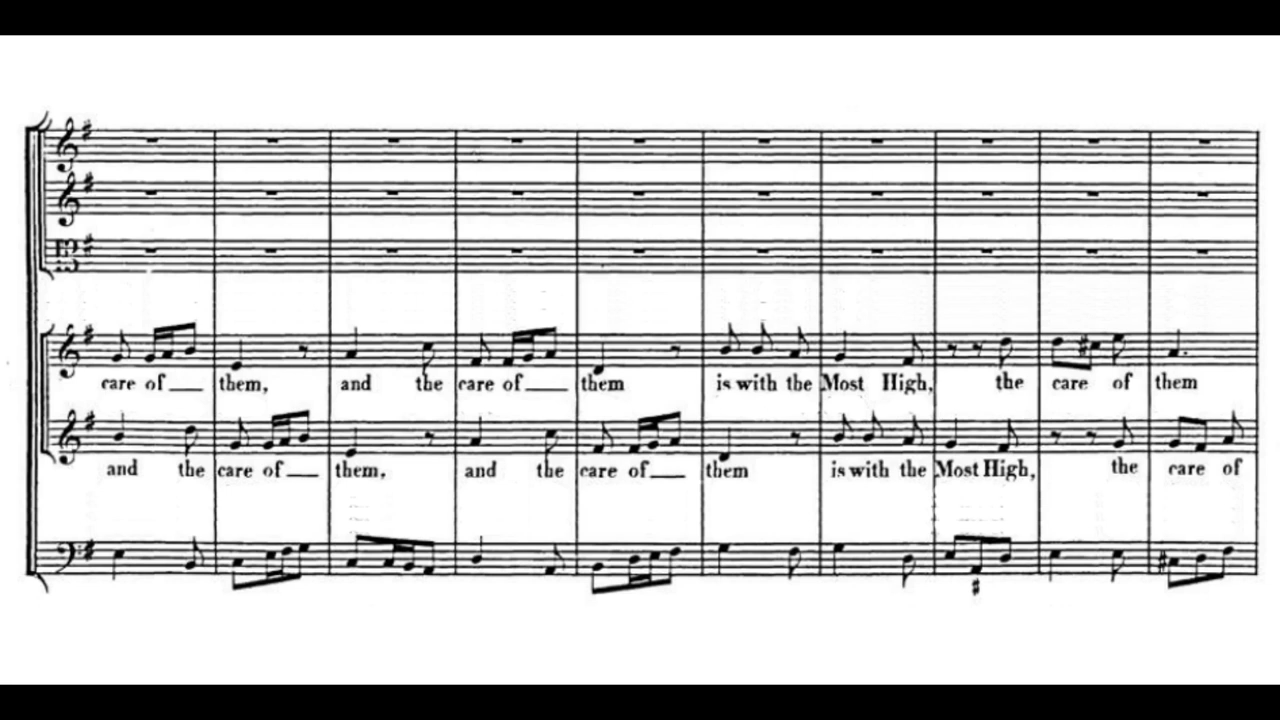 care of them, and the care of them is with the Most High, the care of them
and the care of them, and the care of them is with the Most High, the care of